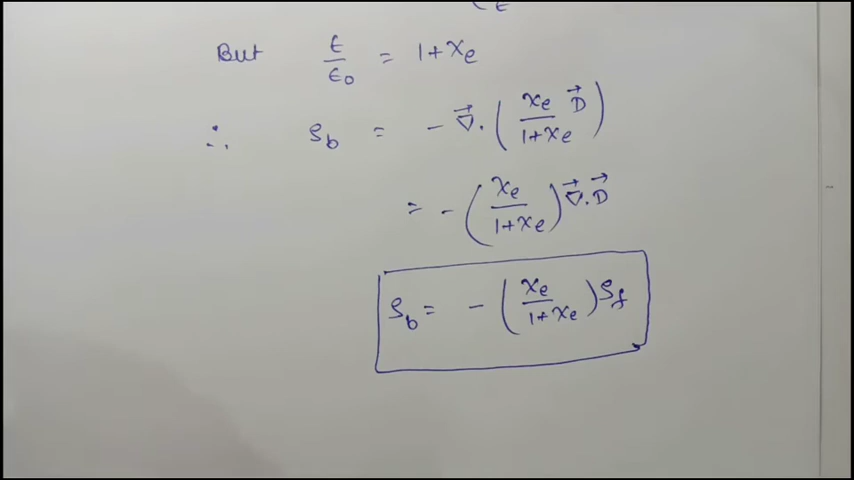 But ϵ/ϵ₀ = 1+χₑ
∴ ρ_b = - ∇⃗.(χₑ/1+χₑ D⃗)
= - (χₑ/1+χₑ) ∇⃗.D⃗
ρ_b = - (χₑ/1+χₑ) ρ_f